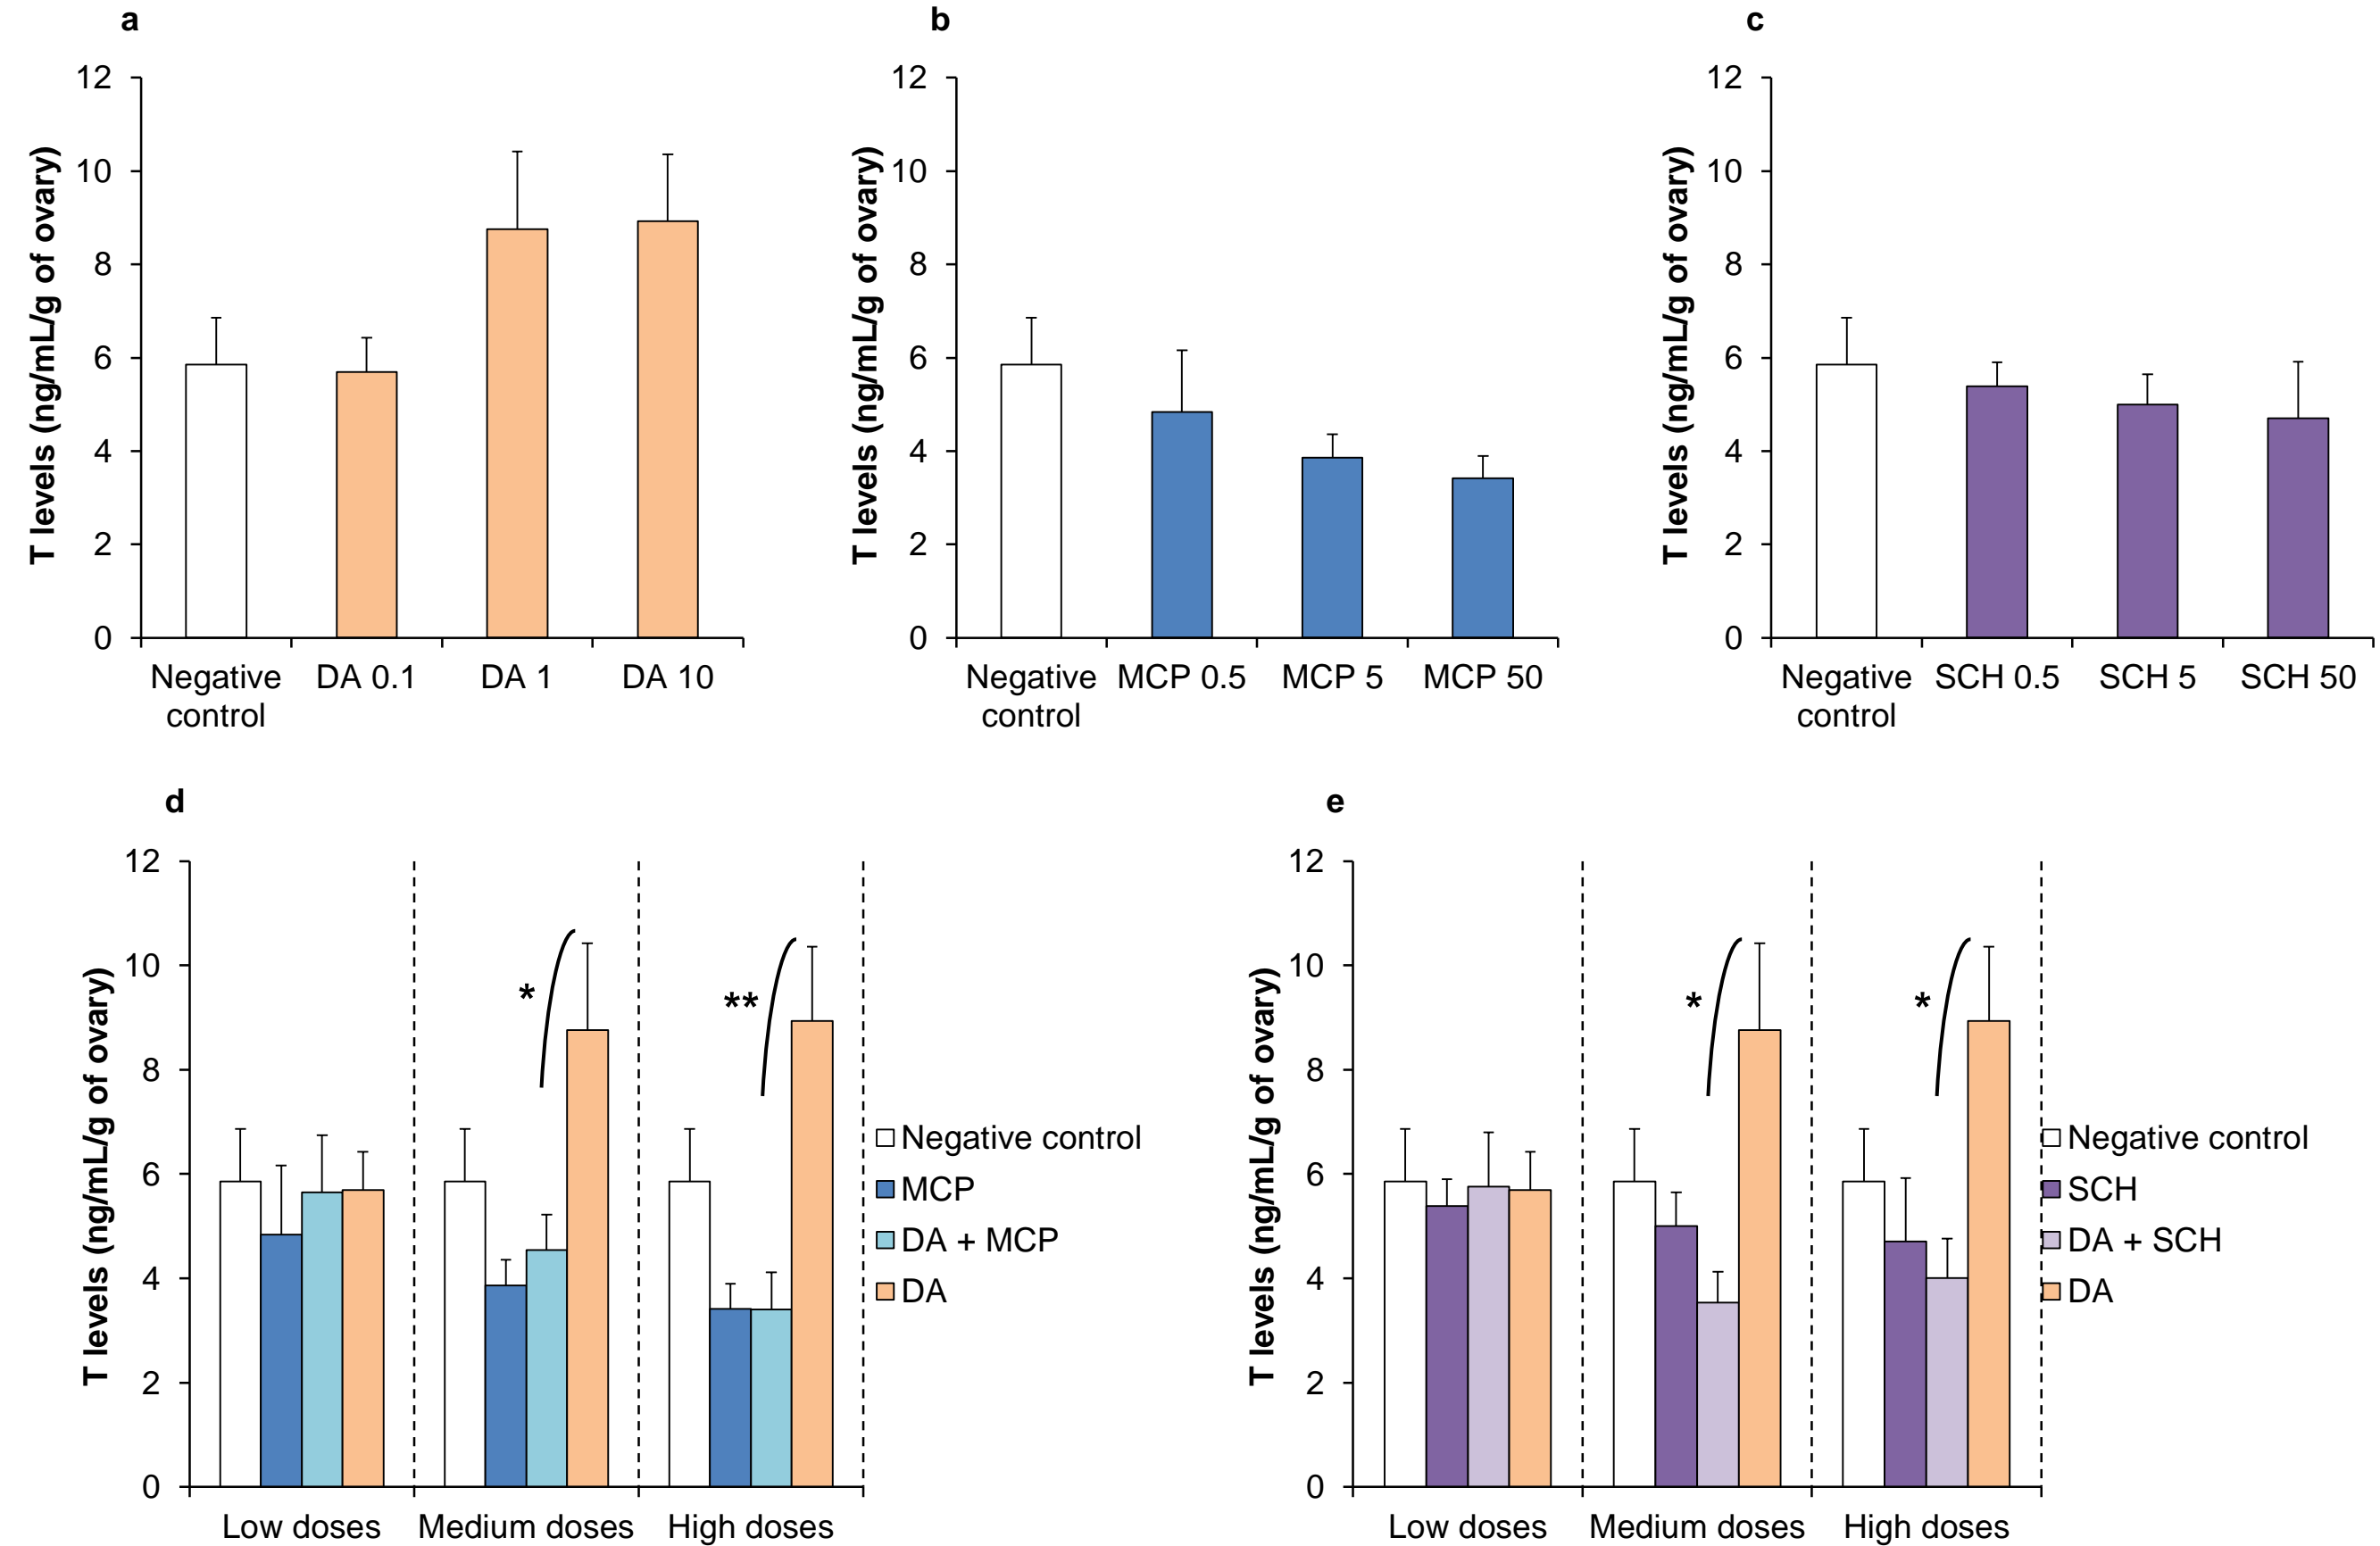 a
T levels (ng/mL/g of ovary)
12
10
8
6
4
2
0
Negative control
DA 0.1
DA 1
DA 10
b
T levels (ng/mL/g of ovary)
12
10
8
6
4
2
0
Negative control
MCP 0.5
MCP 5
MCP 50
c
T levels (ng/mL/g of ovary)
12
10
8
6
4
2
0
Negative control
SCH 0.5
SCH 5
SCH 50
d
T levels (ng/mL/g of ovary)
12
10
8
6
4
2
0
*
**
Low doses
Medium doses
High doses
Negative control
MCP
DA + MCP
DA
e
T levels (ng/mL/g of ovary)
12
10
8
6
4
2
0
*
*
Low doses
Medium doses
High doses
Negative control
SCH
DA + SCH
DA